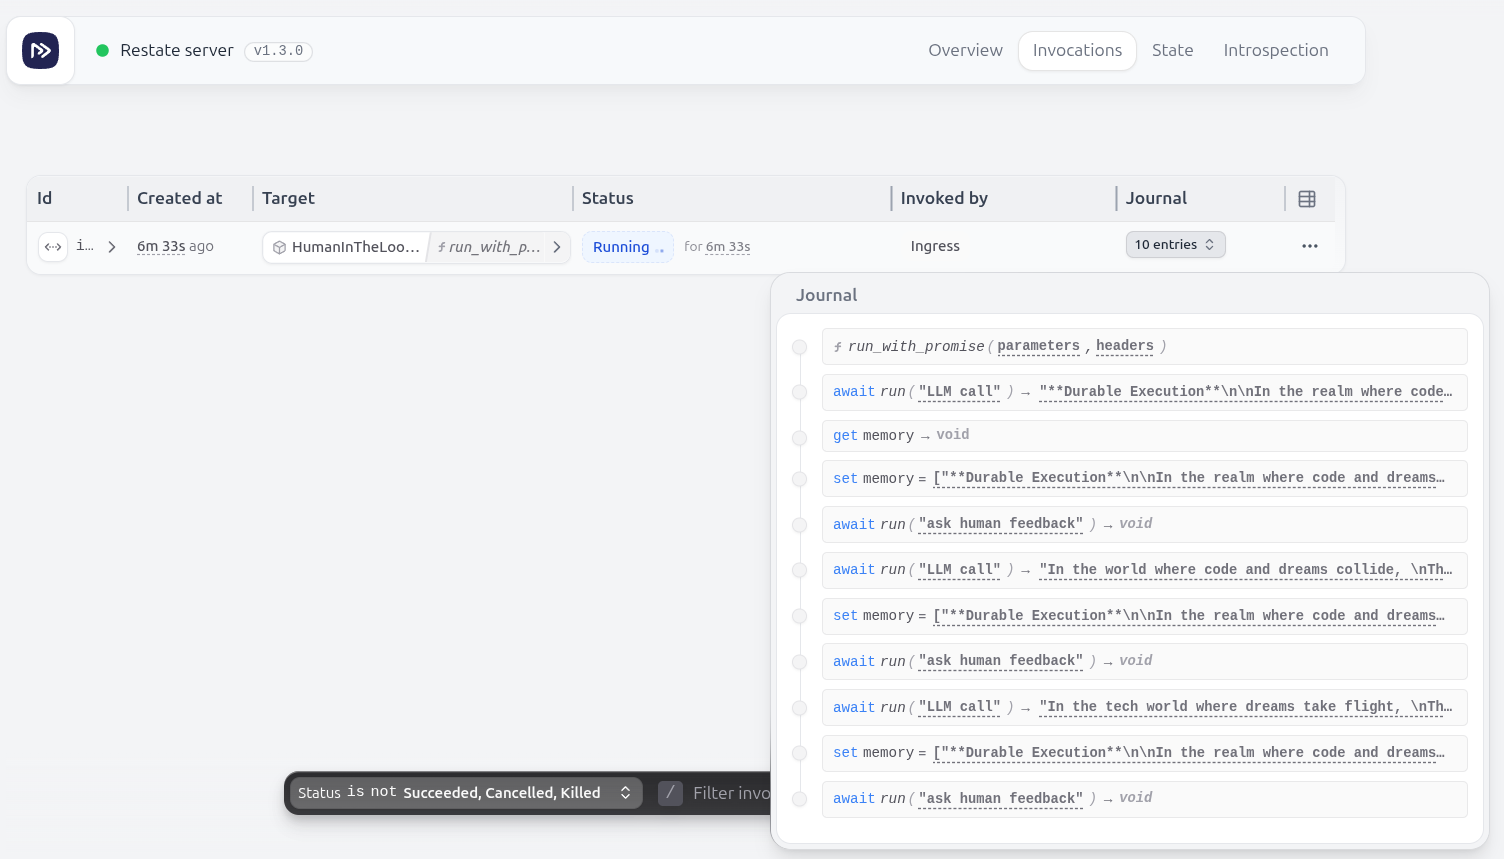 Restate server v1.3.0 Overview Invocations State Introspection
Id Created at Target Status Invoked by Journal
i... 6m 33s ago HumanInTheLoo... run_with_p... Running for 6m 33s Ingress 10 entries
Journal
run_with_promise( parameters , headers )
await run( "LLM call" ) → "**Durable Execution**\n\nIn the realm where code…
get memory → void
set memory = ["**Durable Execution**\n\nIn the realm where code and dreams…
await run( "ask human feedback" ) → void
await run( "LLM call" ) → "In the world where code and dreams collide, \nTh…
set memory = ["**Durable Execution**\n\nIn the realm where code and dreams…
await run( "ask human feedback" ) → void
await run( "LLM call" ) → "In the tech world where dreams take flight, \nTh…
set memory = ["**Durable Execution**\n\nIn the realm where code and dreams…
Status is not Succeeded, Cancelled, Killed / Filter invo
await run( "ask human feedback" ) → void